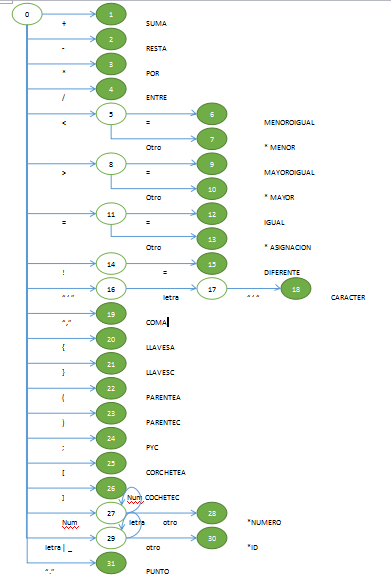 0 1
+ SUMA
2
- RESTA
3
* POR
4
/ ENTRE
5 6
< = MENOROIGUAL
7
Otro * MENOR
8 9
> = MAYOROIGUAL
10
Otro * MAYOR
11 12
= = IGUAL
13
Otro * ASIGNACION
14 15
! = DIFERENTE
16 17 18
“ ‘ ” letra “ ‘ ” CARACTER
19
“,” COMA
20
{ LLAVESA
21
} LLAVESC
22
( PARENTEA
23
) PARENTEC
24
; PYC
25
[ CORCHETEA
26
] Num COCHETEC
27 28
Num letra otro *NUMERO
29 30
letra | _ otro *ID
31
“.” PUNTO